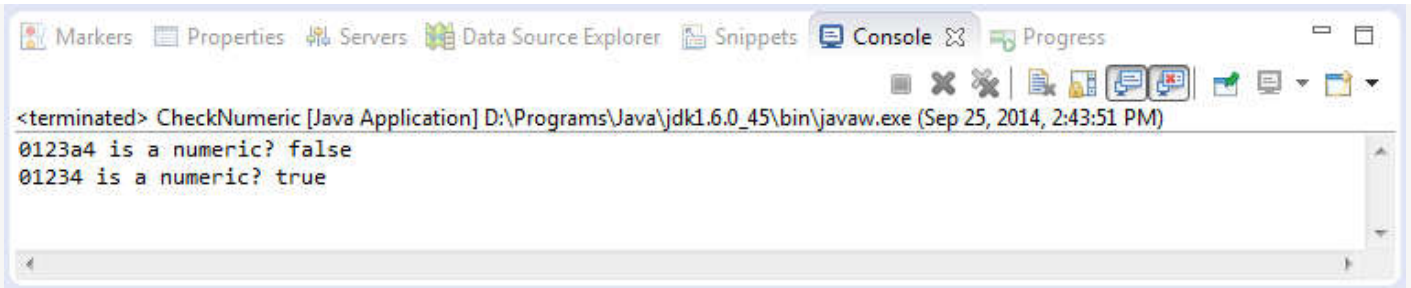 Markers Properties Servers Data Source Explorer Snippets Console Progress
<terminated> CheckNumeric [Java Application] D:\Programs\Java\jdk1.6.0_45\bin\javaw.exe (Sep 25, 2014, 2:43:51 PM)
0123a4 is a numeric? false
01234 is a numeric? true